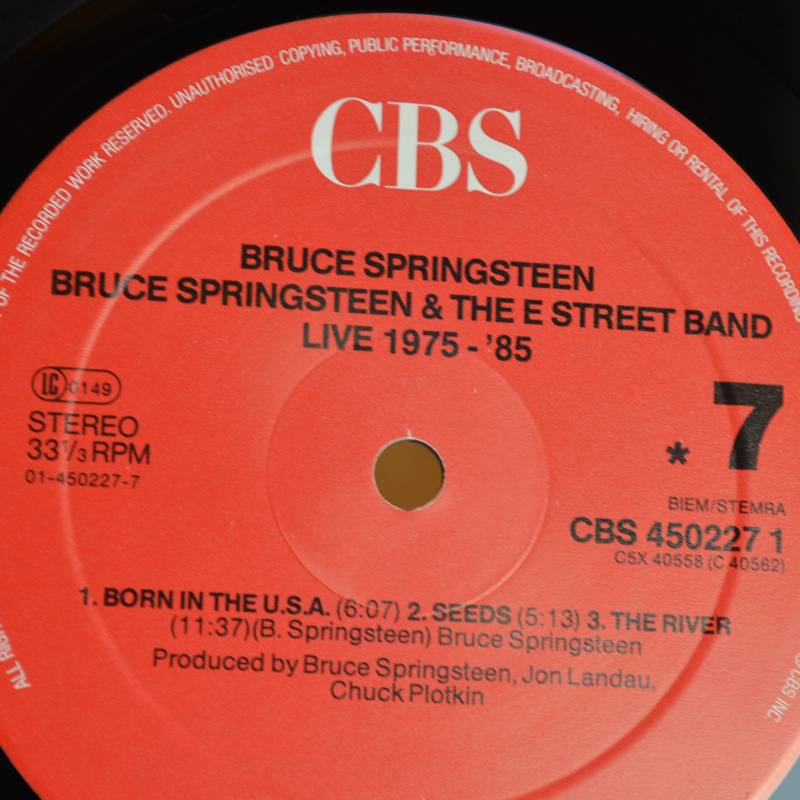 OF THE RECORDED WORK RESERVED. UNAUTHORISED COPYING, PUBLIC PERFORMANCE, BROADCASTING, HIRING OR RENTAL OF THIS RECORDING
CBS
BRUCE SPRINGSTEEN
BRUCE SPRINGSTEEN & THE E STREET BAND
LIVE 1975 - '85
LC 0149
STEREO
33⅓ RPM
01-450227-7
* 7
BIEM/STEMRA
CBS 450227 1
C5X 40558 (C 40562)
1. BORN IN THE U.S.A. (6:07) 2. SEEDS (5:13) 3. THE RIVER
(11:37)(B. Springsteen) Bruce Springsteen
Produced by Bruce Springsteen, Jon Landau,
Chuck Plotkin
ALL
CBS INC.